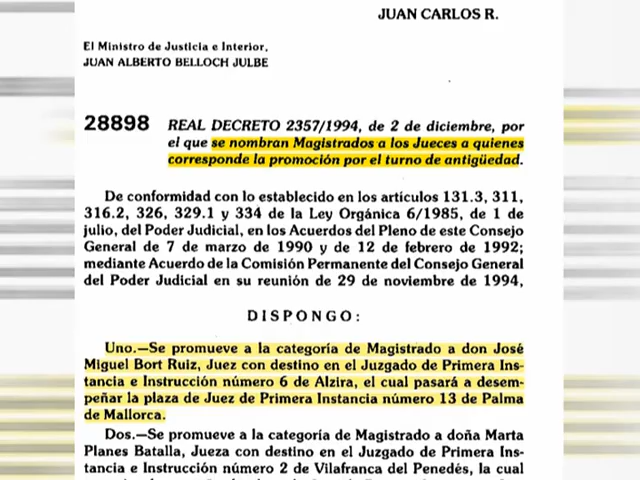 JUAN CARLOS R.
El Ministro de Justicia e Interior,
JUAN ALBERTO BELLOCH JULBE
28898 REAL DECRETO 2357/1994, de 2 de diciembre, por
el que se nombran Magistrados a los Jueces a quienes
corresponde la promoción por el turno de antigüedad.
De conformidad con lo establecido en los artículos 131.3, 311,
316.2, 326, 329.1 y 334 de la Ley Orgánica 6/1985, de 1 de
julio, del Poder Judicial, en los Acuerdos del Pleno de este Consejo
General de 7 de marzo de 1990 y de 12 de febrero de 1992;
mediante Acuerdo de la Comisión Permanente del Consejo General
del Poder Judicial en su reunión de 29 de noviembre de 1994,
DISPONGO:
Uno.—Se promueve a la categoría de Magistrado a don José
Miguel Bort Ruiz, Juez con destino en el Juzgado de Primera Ins-
tancia e Instrucción número 6 de Alzira, el cual pasará a desem-
peñar la plaza de Juez de Primera Instancia número 13 de Palma
de Mallorca.
Dos.—Se promueve a la categoría de Magistrado a doña Marta
Planes Batalla, Jueza con destino en el Juzgado de Primera Ins-
tancia e Instrucción número 2 de Vilafranca del Penedés, la cual